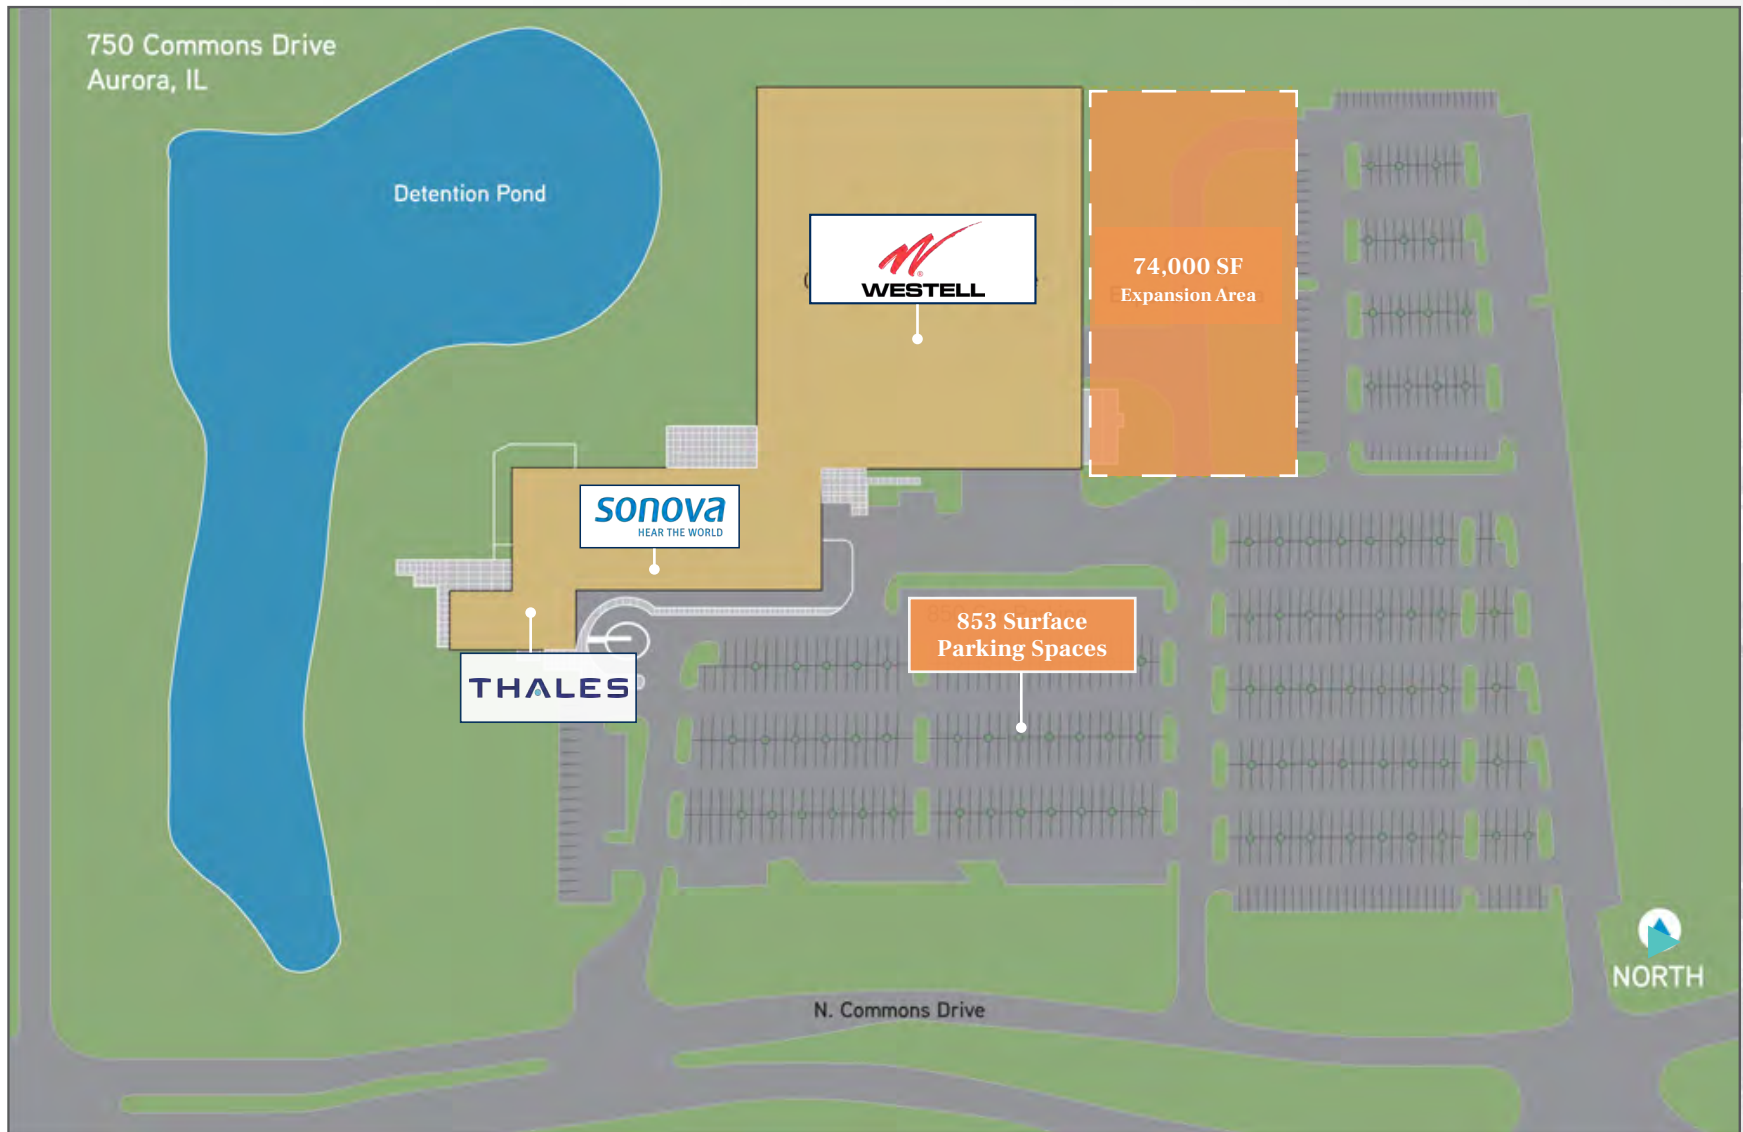 750 Commons Drive
Aurora, IL
Detention Pond
WESTELL
74,000 SF
Expansion Area
sonova
HEAR THE WORLD
THALES
853 Surface
Parking Spaces
NORTH
N. Commons Drive